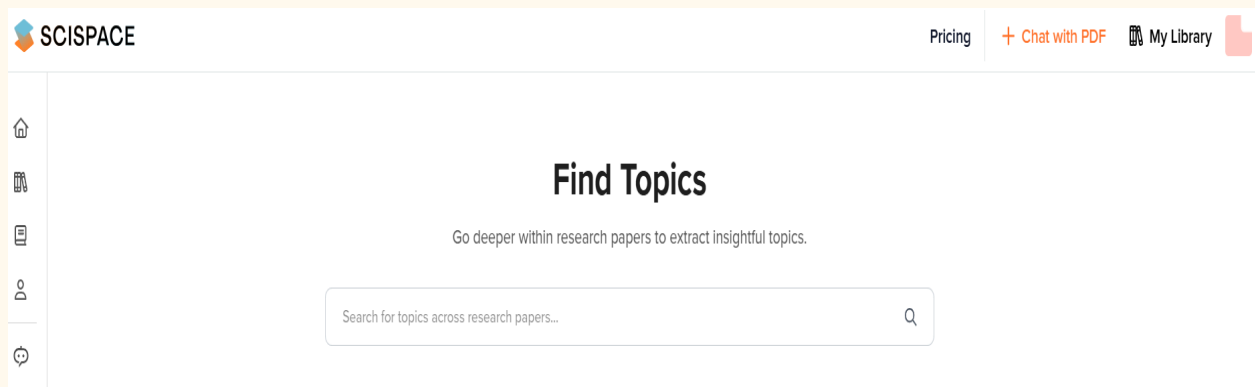 SCISPACE
Pricing
Chat with PDF
My Library
Find Topics
Go deeper within research papers to extract insightful topics.
Search for topics across research papers...